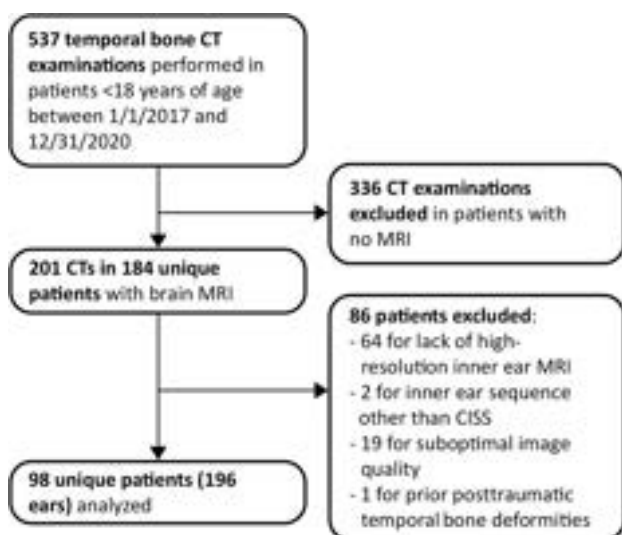 537 temporal bone CT
examinations performed in
patients <18 years of age
between 1/1/2017 and
12/31/2020
336 CT examinations
excluded in patients with
no MRI
201 CTs in 184 unique
patients with brain MRI
86 patients excluded:
- 64 for lack of high-
resolution inner ear MRI
- 2 for inner ear sequence
other than CISS
- 19 for suboptimal image
quality
- 1 for prior posttraumatic
temporal bone deformities
98 unique patients (196
ears) analyzed